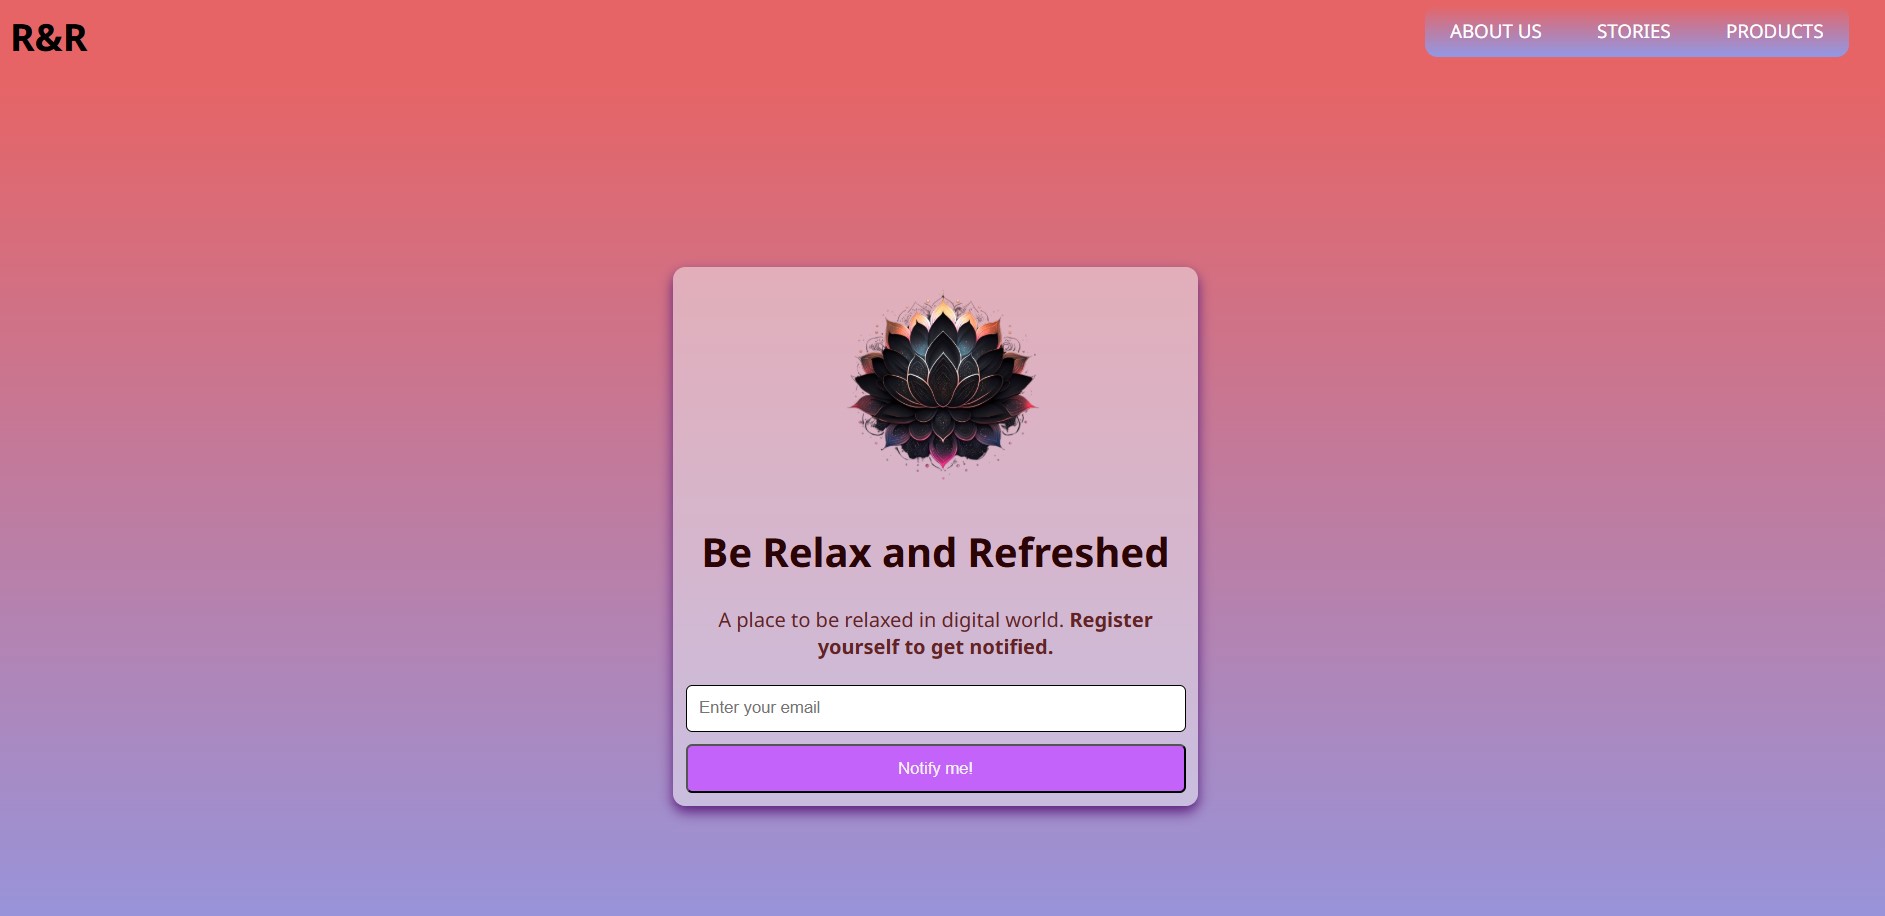 R&R
ABOUT US
STORIES
PRODUCTS
Be Relax and Refreshed
A place to be relaxed in digital world. Register
yourself to get notified.
Enter your email
Notify me!